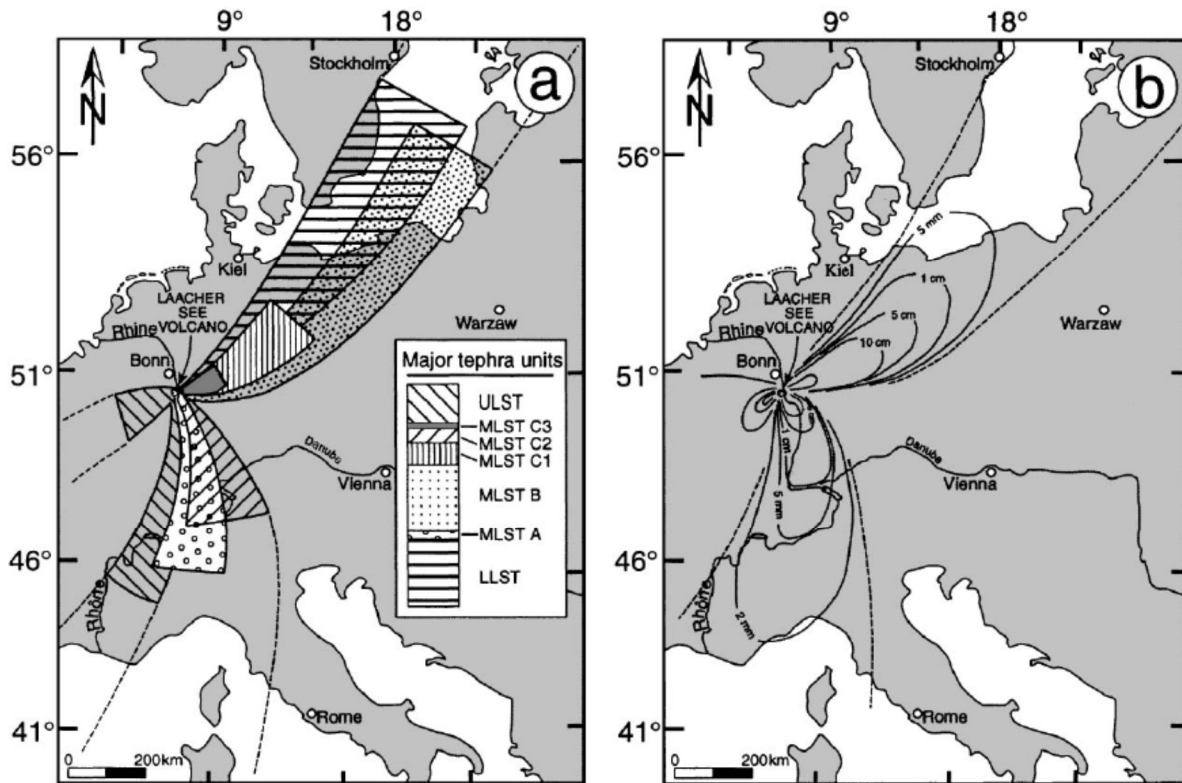 9° 18°
Stockholm
a
N
56°
Kiel
LAACHER
SEE
VOLCANO
Rhine
Bonn
51°
Warzaw
Major tephra units
ULST
MLST C3
MLST C2
MLST C1
MLST B
MLST A
LLST
Danube
Vienna
46°
Rhône
41°
Rome
0 200km
9° 18°
Stockholm
b
N
56°
5 mm
Kiel
LAACHER
SEE
VOLCANO
1 cm
Rhine
5 cm
Warzaw
Bonn
10 cm
51°
1 cm
Danube
Vienna
5 mm
46°
Rhône
2 mm
41°
Rome
0 200km